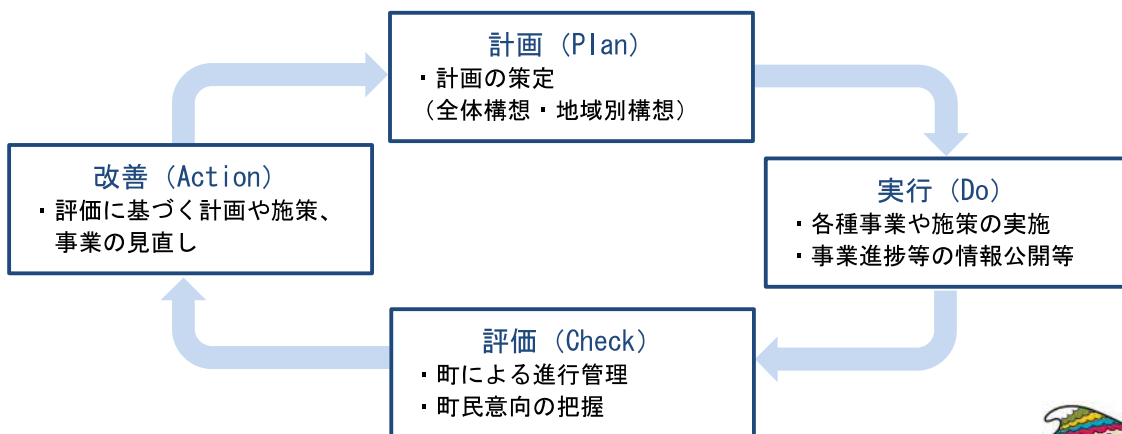 計画（Plan）
・計画の策定
（全体構想・地域別構想）
実行（Do）
・各種事業や施策の実施
・事業進捗等の情報公開等
評価（Check）
・町による進行管理
・町民意向の把握
改善（Action）
・評価に基づく計画や施策、
事業の見直し